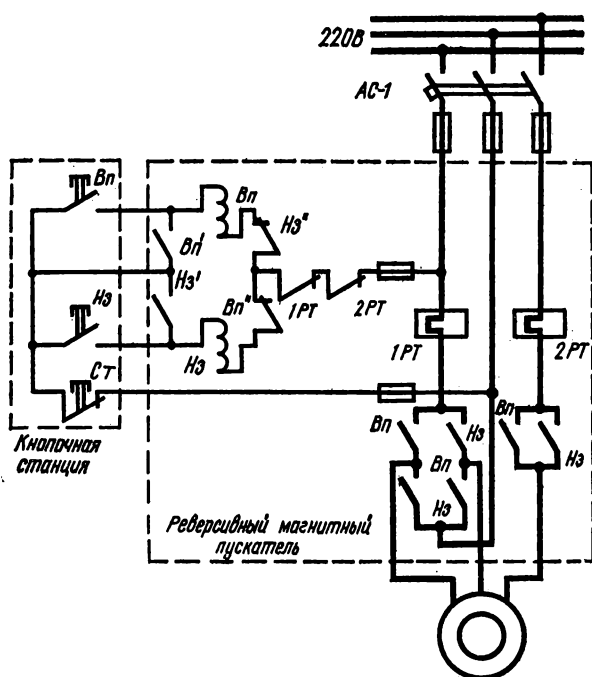 220В
АС-1
Вп
Вп
Нз"
Вп'
Нз'
Нз
Вп"
1РТ
2РТ
1РТ
2РТ
Нз
Ст
Вп
Нз
Вп
Нз
Вп
Нз
Кнопочная
станция
Реверсивный магнитный
пускатель